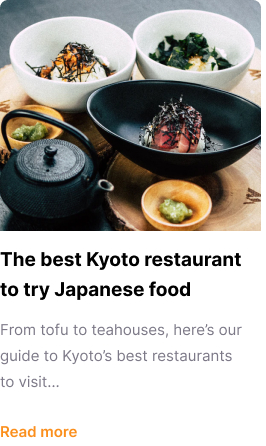 The best Kyoto restaurant
to try Japanese food
From tofu to teahouses, here’s our
guide to Kyoto’s best restaurants
to visit...
Read more